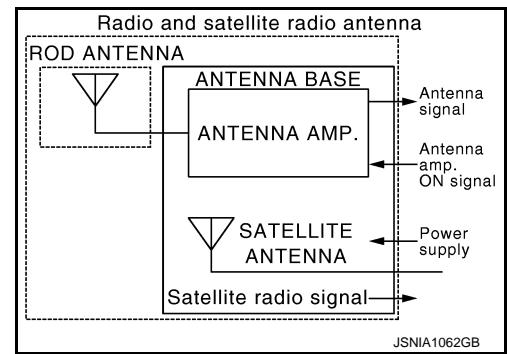 Radio and satellite radio antenna
ROD ANTENNA
ANTENNA BASE
ANTENNA AMP.
Antenna
signal
Antenna
amp.
ON signal
SATELLITE
ANTENNA
Power
supply
Satellite radio signal
JSNIA1062GB